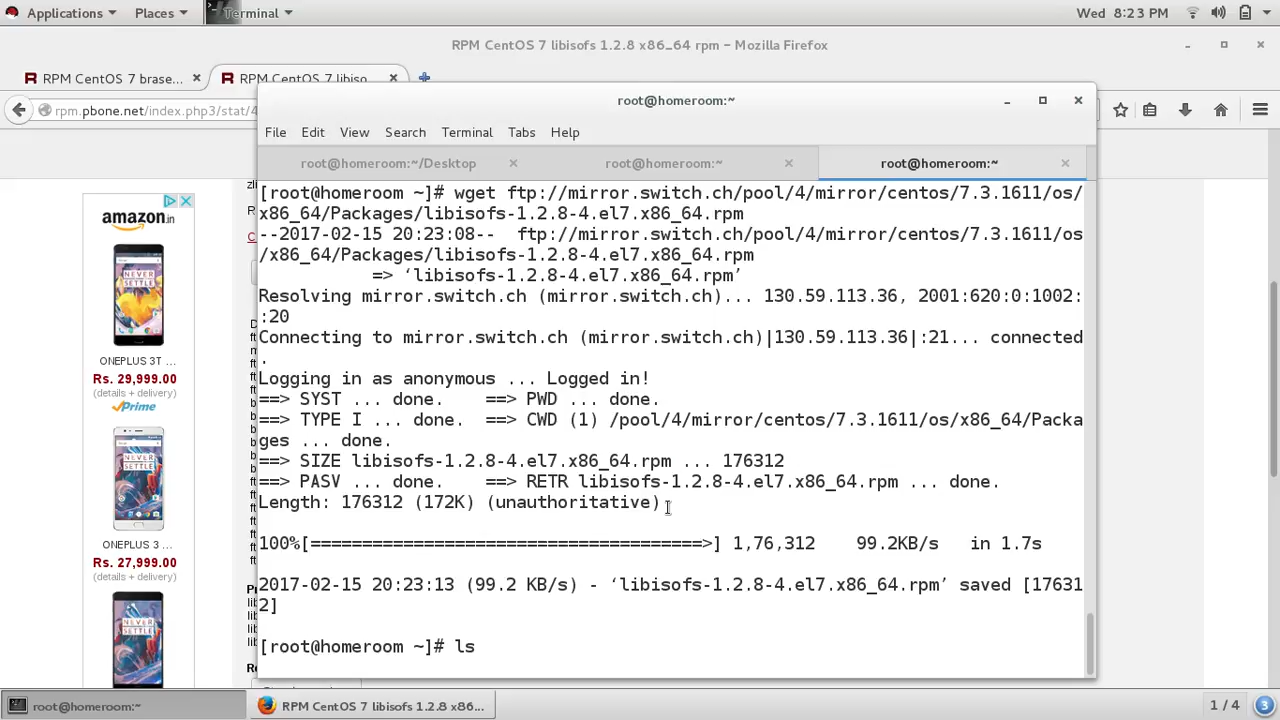 Applications Places Terminal Wed 8:23 PM
RPM CentOS 7 libisofs 1.2.8 x86_64 rpm - Mozilla Firefox
RPM CentOS 7 brase... RPM CentOS 7 libiso...
rpm.pbone.net/index.php3/stat/4
root@homeroom:~
File Edit View Search Terminal Tabs Help
root@homeroom:~/Desktop root@homeroom:~ root@homeroom:~
[root@homeroom ~]# wget ftp://mirror.switch.ch/pool/4/mirror/centos/7.3.1611/os/
x86_64/Packages/libisofs-1.2.8-4.el7.x86_64.rpm
--2017-02-15 20:23:08-- ftp://mirror.switch.ch/pool/4/mirror/centos/7.3.1611/os
/x86_64/Packages/libisofs-1.2.8-4.el7.x86_64.rpm
=> ‘libisofs-1.2.8-4.el7.x86_64.rpm’
Resolving mirror.switch.ch (mirror.switch.ch)... 130.59.113.36, 2001:620:0:1002:
:20
Connecting to mirror.switch.ch (mirror.switch.ch)|130.59.113.36|:21... connected
.
Logging in as anonymous ... Logged in!
==> SYST ... done. ==> PWD ... done.
==> TYPE I ... done. ==> CWD (1) /pool/4/mirror/centos/7.3.1611/os/x86_64/Packa
ges ... done.
==> SIZE libisofs-1.2.8-4.el7.x86_64.rpm ... 176312
==> PASV ... done. ==> RETR libisofs-1.2.8-4.el7.x86_64.rpm ... done.
Length: 176312 (172K) (unauthoritative)
100%[======================================>] 1,76,312 99.2KB/s in 1.7s
2017-02-15 20:23:13 (99.2 KB/s) - ‘libisofs-1.2.8-4.el7.x86_64.rpm’ saved [17631
2]
[root@homeroom ~]# ls
amazon.in
NEVER
SETTLE
ONEPLUS 3T ...
Rs. 29,999.00
(details + delivery)
Prime
NEVER
SETTLE
ONEPLUS 3 ...
Rs. 27,999.00
(details + delivery)
NEVER
SETTLE
root@homeroom:~ RPM CentOS 7 libisofs 1.2.8 x86... 1 / 4 3